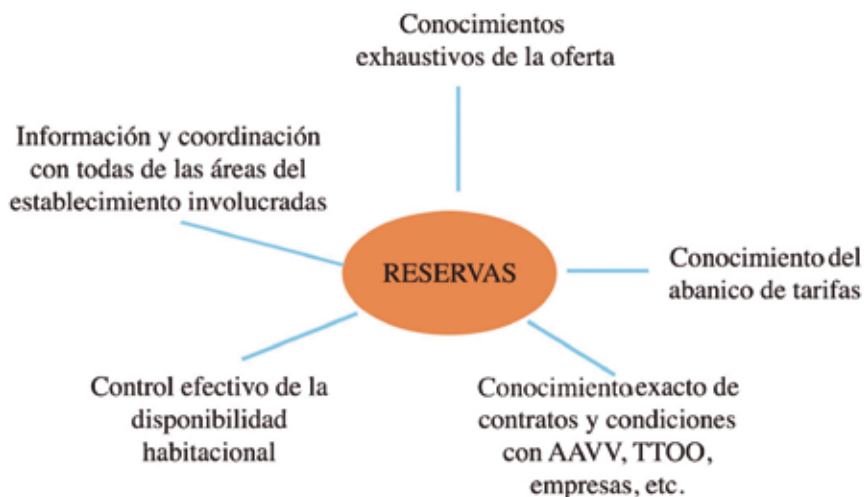 Conocimientos
exhaustivos de la oferta
Información y coordinación
con todas de las áreas del
establecimiento involucradas
RESERVAS
Conocimiento del
abanico de tarifas
Control efectivo de la
disponibilidad
habitacional
Conocimiento exacto de
contratos y condiciones
con AAVV, TTOO,
empresas, etc.